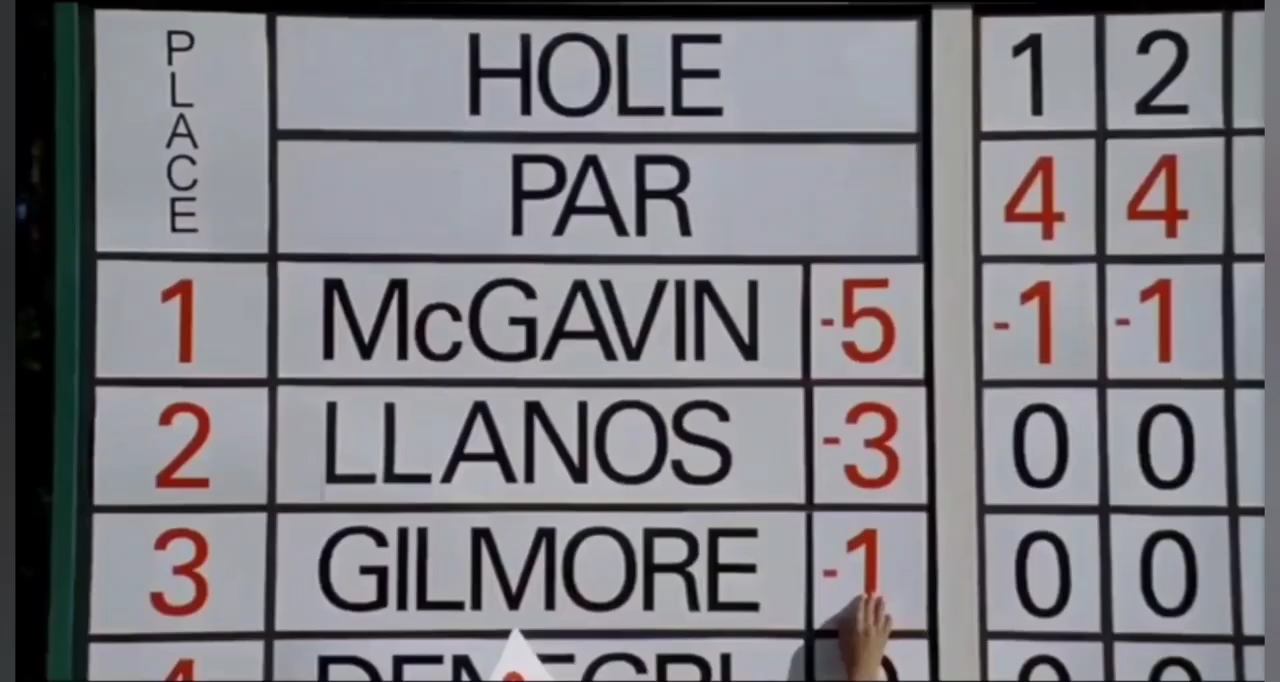 PLACE HOLE 1 2
PAR 4 4
1 McGAVIN -5 -1 -1
2 LLANOS -3 0 0
3 GILMORE -1 0 0